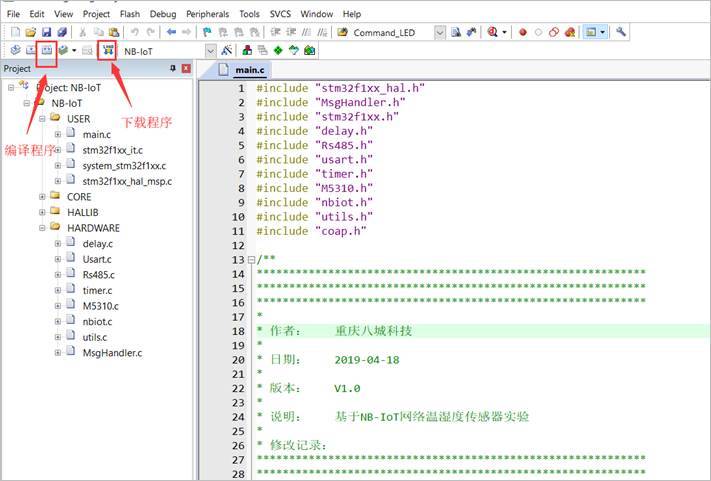 File Edit View Project Flash Debug Peripherals Tools SVCS Window Help
Command_LED
LOAD NB-IoT
Project
main.c
Project: NB-IoT
NB-IoT
USER
main.c
stm32f1xx_it.c
system_stm32f1xx.c
stm32f1xx_hal_msp.c
CORE
HALLIB
HARDWARE
delay.c
Usart.c
Rs485.c
timer.c
M5310.c
nbiot.c
utils.c
MsgHandler.c
编译程序
下载程序
1 #include "stm32f1xx_hal.h"
2 #include "MsgHandler.h"
3 #include "stm32f1xx.h"
4 #include "delay.h"
5 #include "Rs485.h"
6 #include "usart.h"
7 #include "timer.h"
8 #include "M5310.h"
9 #include "nbiot.h"
10 #include "utils.h"
11 #include "coap.h"
12
13 /**
14 ***********************************************************
15 ***********************************************************
16 ***********************************************************
17 *
18 * 作者: 重庆八城科技
19 *
20 * 日期: 2019-04-18
21 *
22 * 版本: V1.0
23 *
24 * 说明: 基于NB-IoT网络温湿度传感器实验
25 *
26 * 修改记录:
27 ***********************************************************
28 ***********************************************************